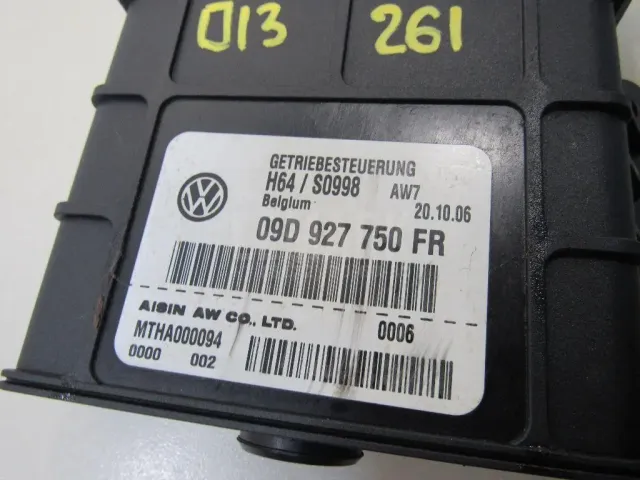 013 261
GETRIEBESTEUERUNG
H64/S0998 AW7
Belgium 20.10.06
09D 927 750 FR
AISIN AW CO., LTD. 0006
MTHA000094
0000 002